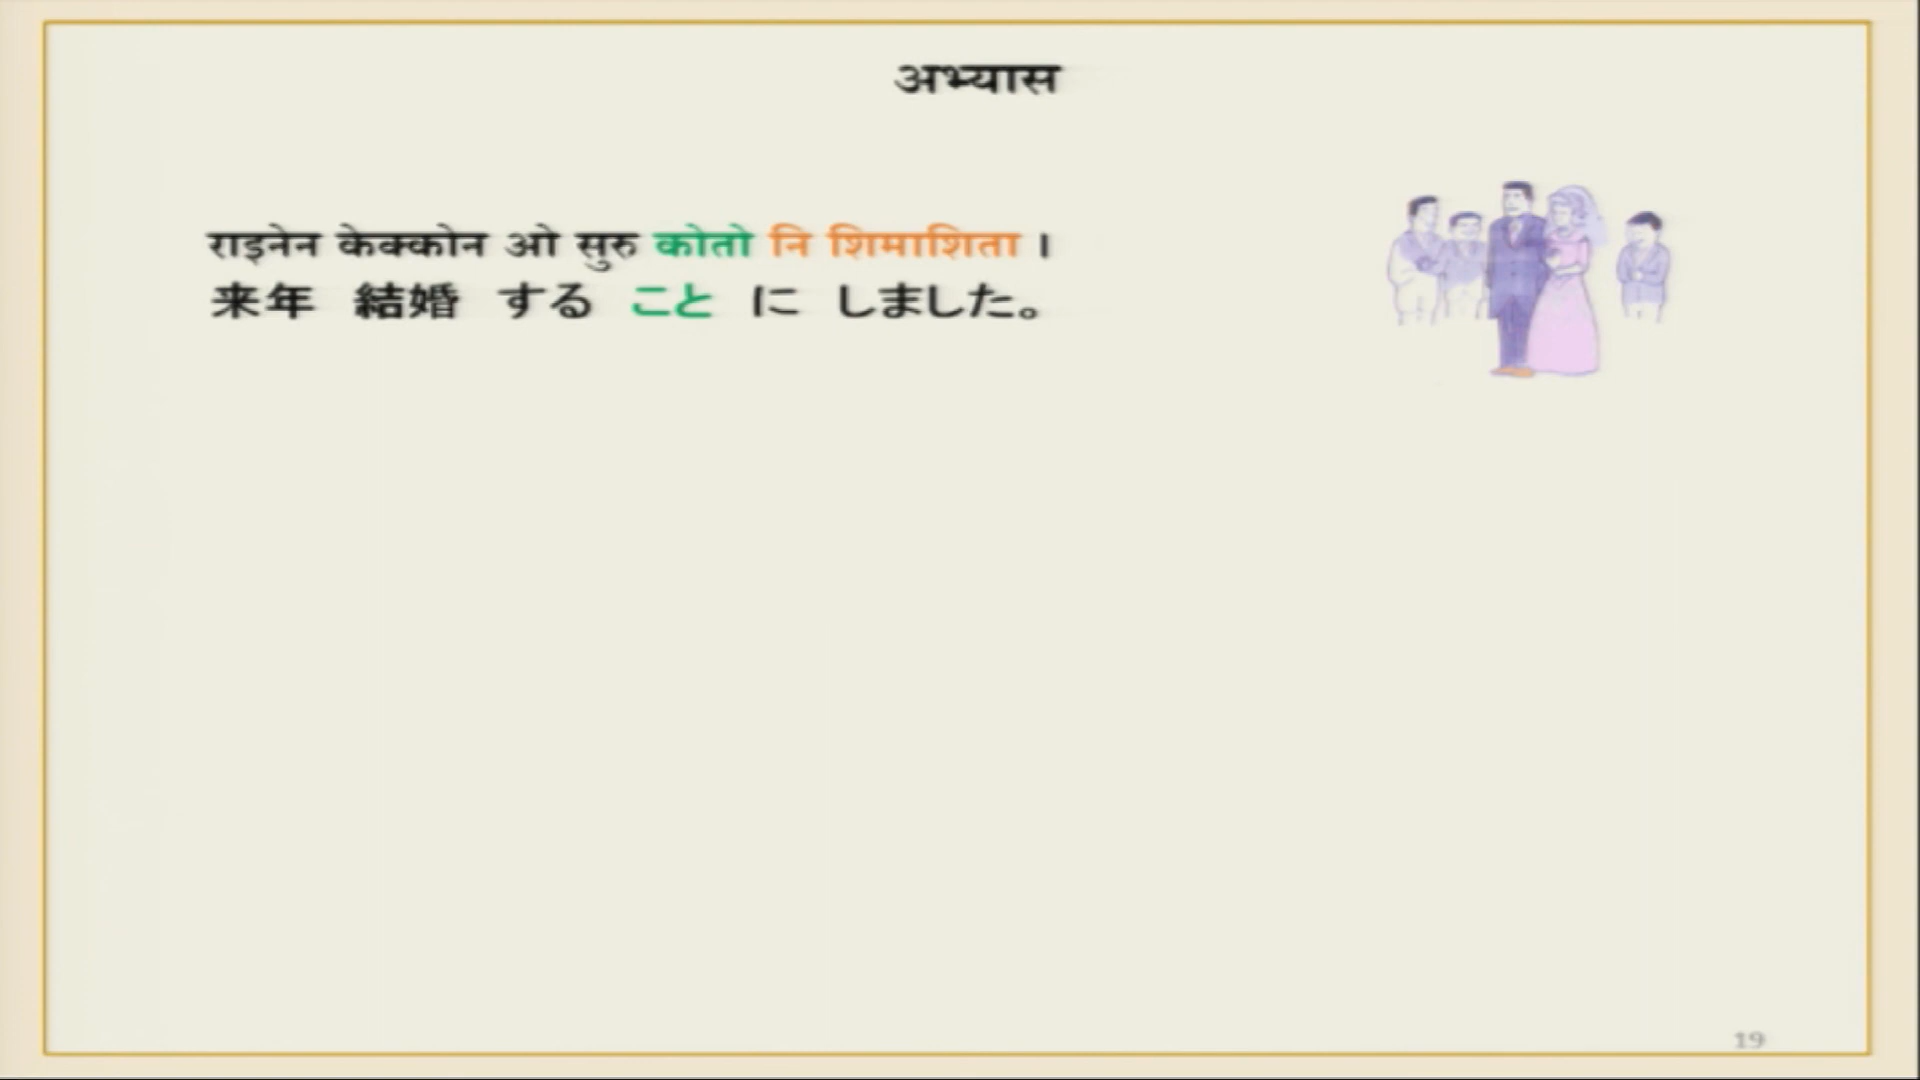 अभ्यास
राइनेन केक्कोन ओ सुरु कोतो नि शिमाशिता ।
来年 結婚 する こと に しました。
19